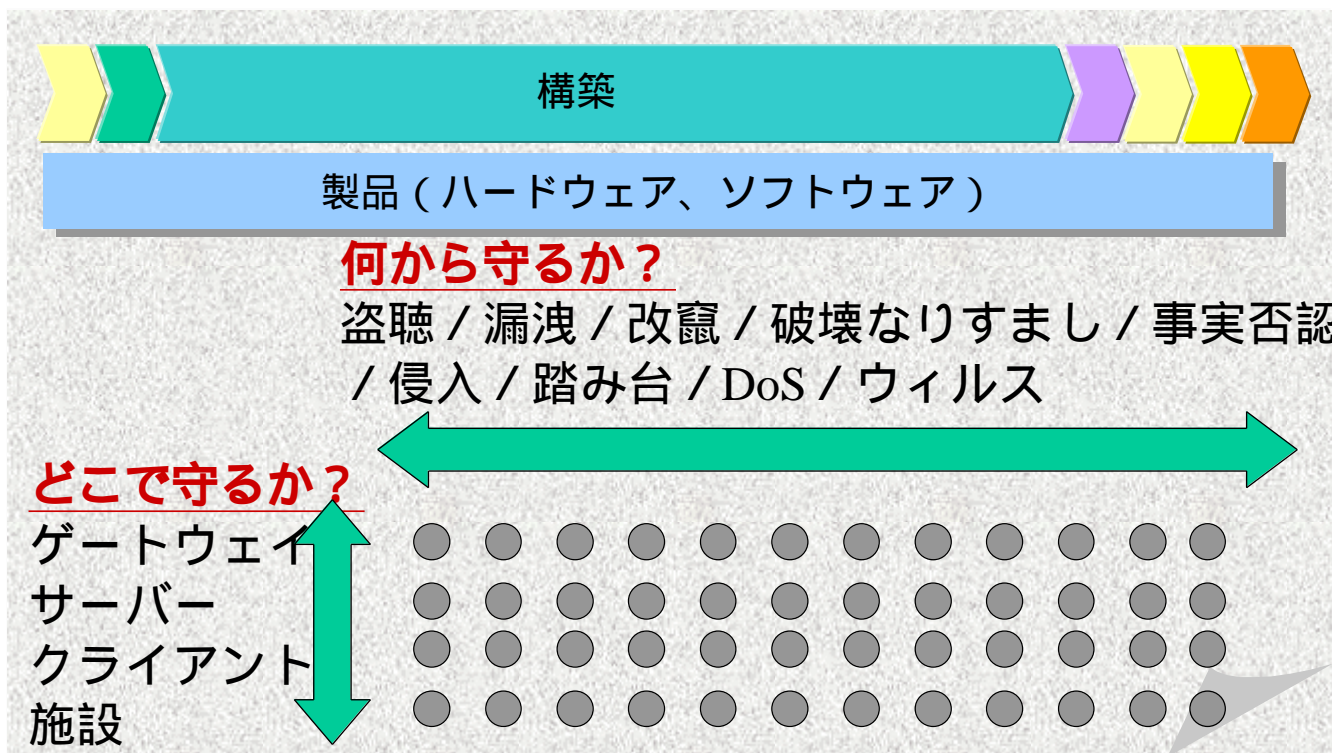 構築
製品(ハードウェア、ソフトウェア)
何から守るか?
盗聴/漏洩/改竄/破壊なりすまし/事実否認
/侵入/踏み台/DoS/ウィルス
どこで守るか?
ゲートウェイ
サーバー
クライアント
施設